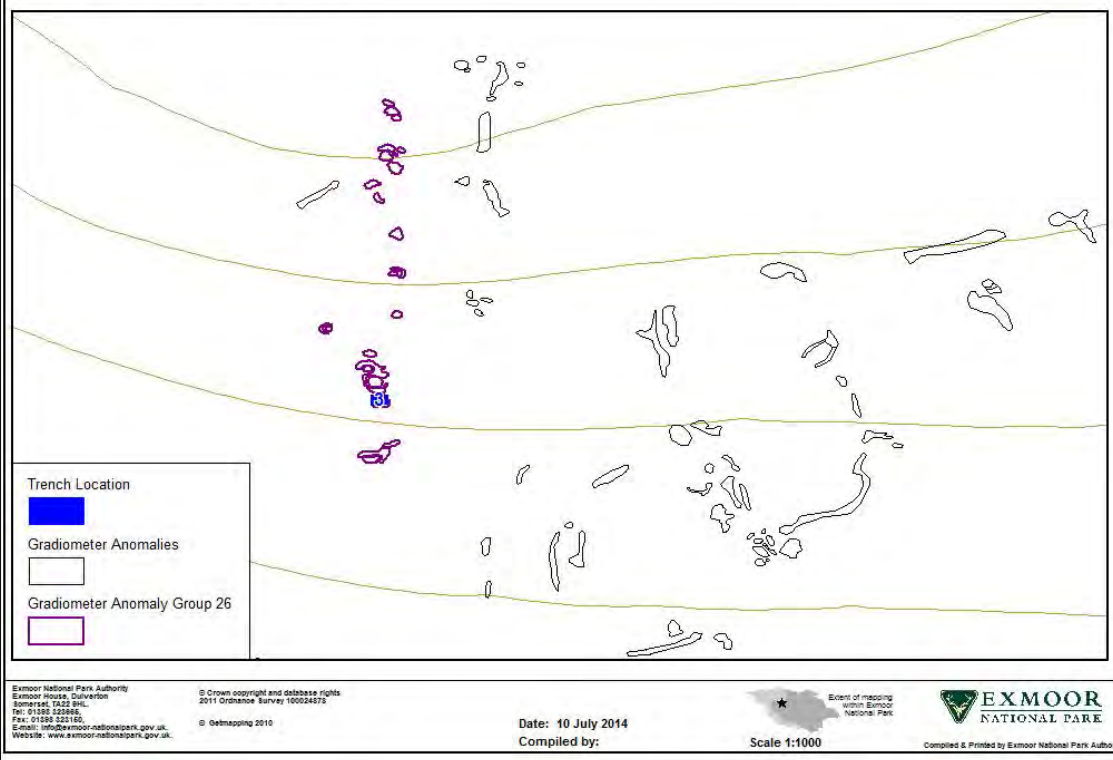 3
Trench Location
Gradiometer Anomalies
Gradiometer Anomaly Group 26
Exmoor National Park Authority
Exmoor House, Dulverton
Somerset, TA22 9HL.
Tel: 01398 323665,
Fax: 01398 323150,
E-mail: info@exmoor-nationalpark.gov.uk.
Website: www.exmoor-nationalpark.gov.uk.
© Crown copyright and database rights
2011 Ordnance Survey 100024878
© Getmapping 2010
Date: 10 July 2014
Compiled by:
Extent of mapping
within Exmoor
National Park
Scale 1:1000
EXMOOR
NATIONAL PARK
Compiled & Printed by Exmoor National Park Autho